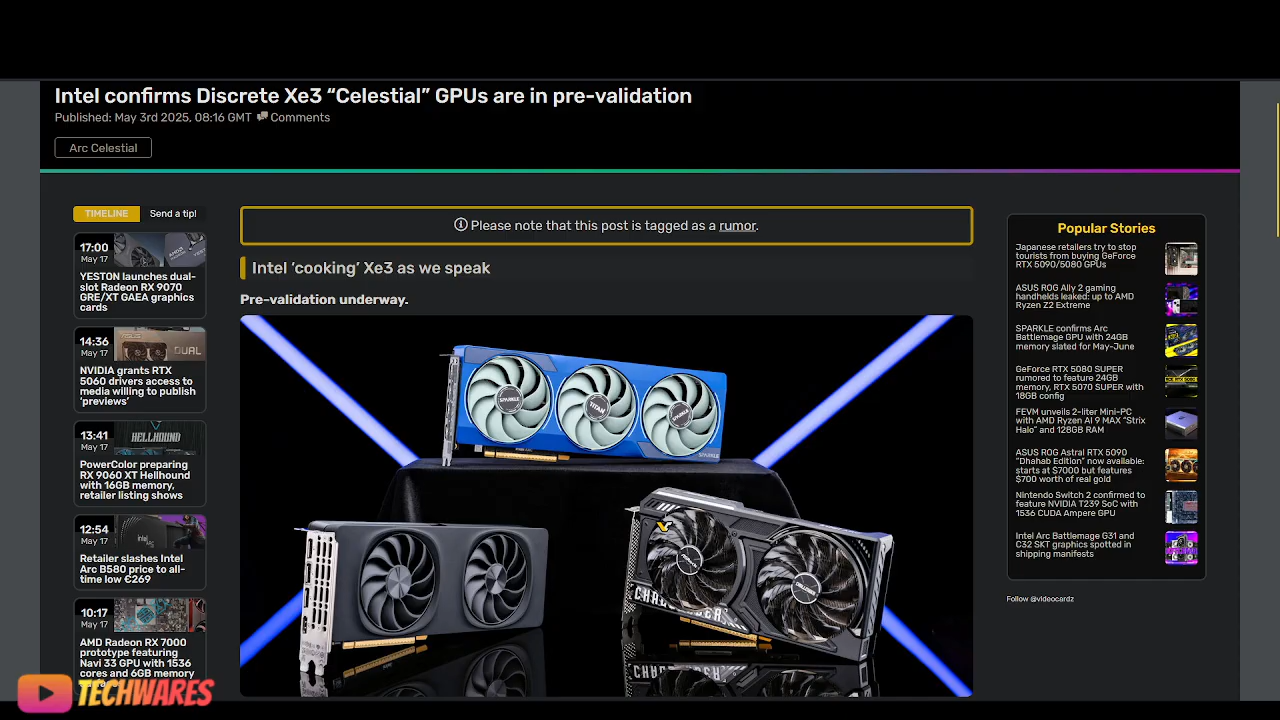 Intel confirms Discrete Xe3 “Celestial” GPUs are in pre-validation
Published: May 3rd 2025, 08:16 GMT Comments
Arc Celestial
TIMELINE Send a tip!
17:00
May 17
YESTON launches dual-
slot Radeon RX 9070
GRE/XT GAEA graphics
cards
14:36
May 17
DUAL
NVIDIA grants RTX
5060 drivers access to
media willing to publish
‘previews’
13:41
May 17
HELLHOUND
PowerColor preparing
RX 9060 XT Hellhound
with 16GB memory,
retailer listing shows
12:54
May 17
Retailer slashes Intel
Arc B580 price to all-
time low €269
10:17
May 17
AMD Radeon RX 7000
prototype featuring
Navi 33 GPU with 1536
cores and 6GB memory
Please note that this post is tagged as a rumor.
Intel ‘cooking’ Xe3 as we speak
Pre-validation underway.
SPARKLE
TITAN
SPARKLE
SPARKLE
CHALLENGER
CHALLENGER
Popular Stories
Japanese retailers try to stop
tourists from buying GeForce
RTX 5090/5080 GPUs
ASUS ROG Ally 2 gaming
handhelds leaked: up to AMD
Ryzen Z2 Extreme
SPARKLE confirms Arc
Battlemage GPU with 24GB
memory slated for May-June
GeForce RTX 5080 SUPER
rumored to feature 24GB
memory, RTX 5070 SUPER with
18GB config
FEVM unveils 2-liter Mini-PC
with AMD Ryzen AI 9 MAX “Strix
Halo” and 128GB RAM
ASUS ROG Astral RTX 5090
“Dhahab Edition” now available:
starts at $7000 but features
$700 worth of real gold
Nintendo Switch 2 confirmed to
feature NVIDIA T239 SoC with
1536 CUDA Ampere GPU
Intel Arc Battlemage G31 and
C32 SKT graphics spotted in
shipping manifests
Follow @videocardz
TECHWARES